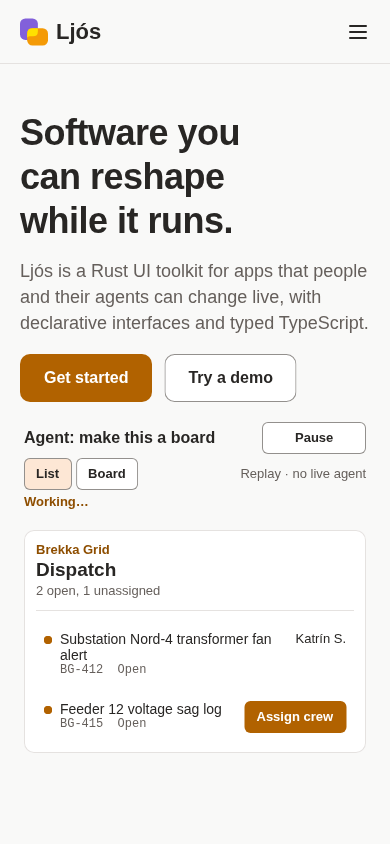 Ljós
Software you
can reshape
while it runs.
Ljós is a Rust UI toolkit for apps that people
and their agents can change live, with
declarative interfaces and typed TypeScript.
Get started
Try a demo
Agent: make this a board
Pause
List
Board
Replay · no live agent
Working…
Brekka Grid
Dispatch
2 open, 1 unassigned
Substation Nord-4 transformer fan
alert
Katrín S.
BG-412 Open
Feeder 12 voltage sag log
BG-415 Open
Assign crew